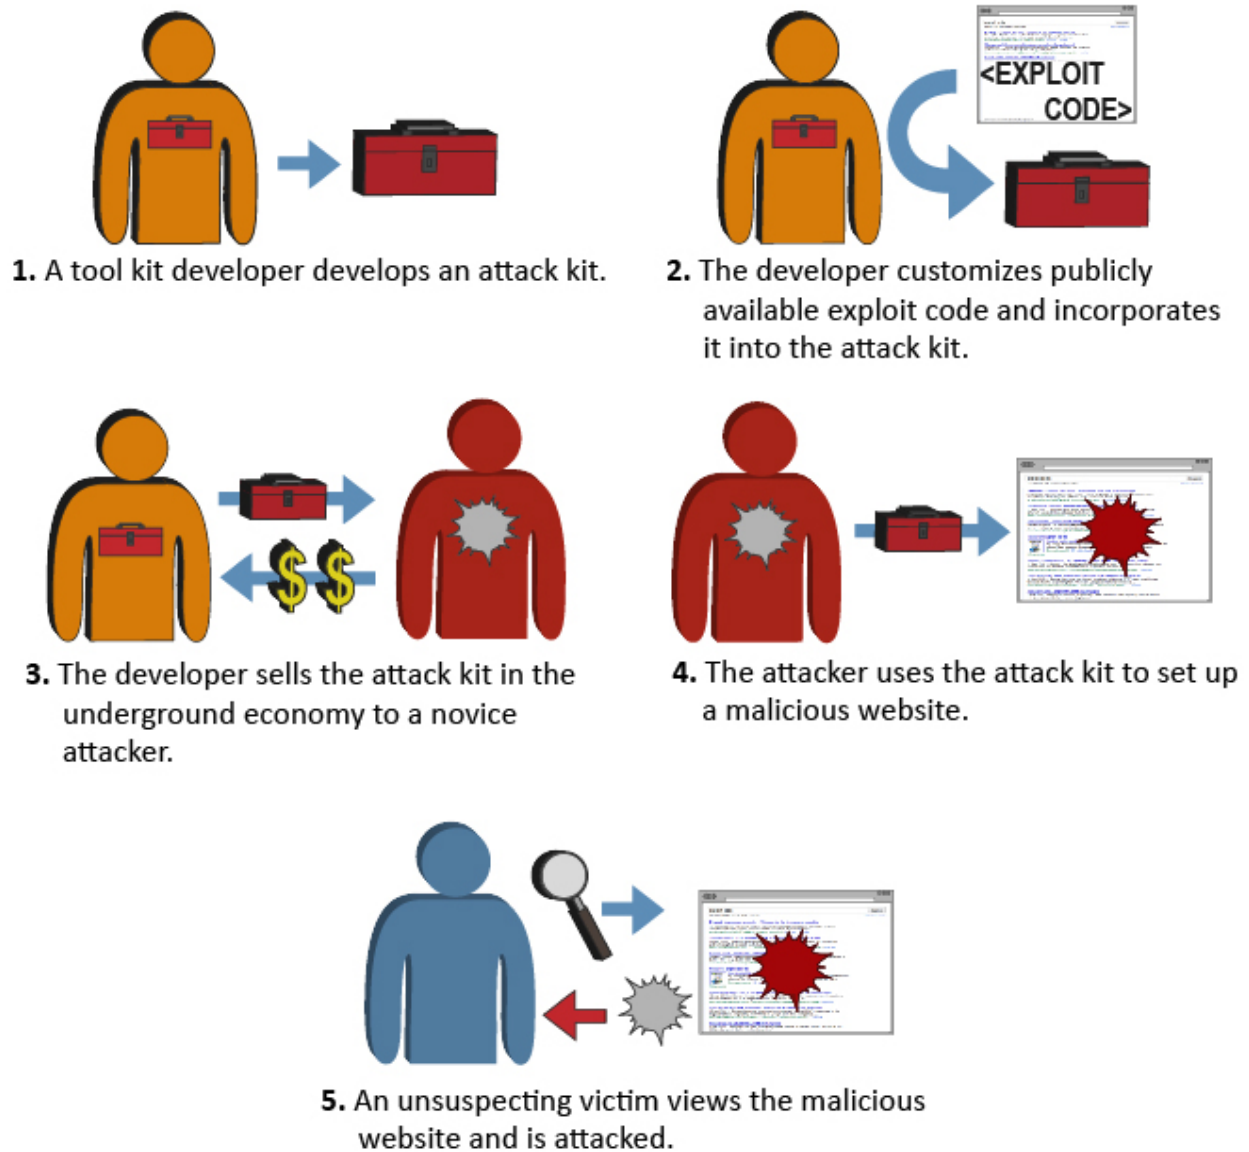 <EXPLOIT
CODE>
1. A tool kit developer develops an attack kit.
2. The developer customizes publicly
available exploit code and incorporates
it into the attack kit.
3. The developer sells the attack kit in the
underground economy to a novice
attacker.
4. The attacker uses the attack kit to set up
a malicious website.
5. An unsuspecting victim views the malicious
website and is attacked.